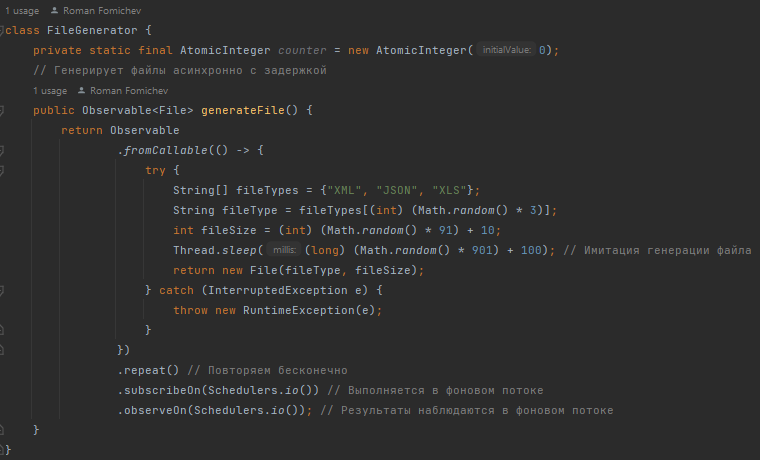 1 usage Roman Fomichev
class FileGenerator {
private static final AtomicInteger counter = new AtomicInteger( initialValue: 0);
// Генерирует файлы асинхронно с задержкой
1 usage Roman Fomichev
public Observable<File> generateFile() {
return Observable
.fromCallable(() -> {
try {
String[] fileTypes = {"XML", "JSON", "XLS"};
String fileType = fileTypes[(int) (Math.random() * 3)];
int fileSize = (int) (Math.random() * 91) + 10;
Thread.sleep( millis: (long) (Math.random() * 901) + 100); // Имитация генерации файла
return new File(fileType, fileSize);
} catch (InterruptedException e) {
throw new RuntimeException(e);
}
})
.repeat() // Повторяем бесконечно
.subscribeOn(Schedulers.io()) // Выполняется в фоновом потоке
.observeOn(Schedulers.io()); // Результаты наблюдаются в фоновом потоке
}
}